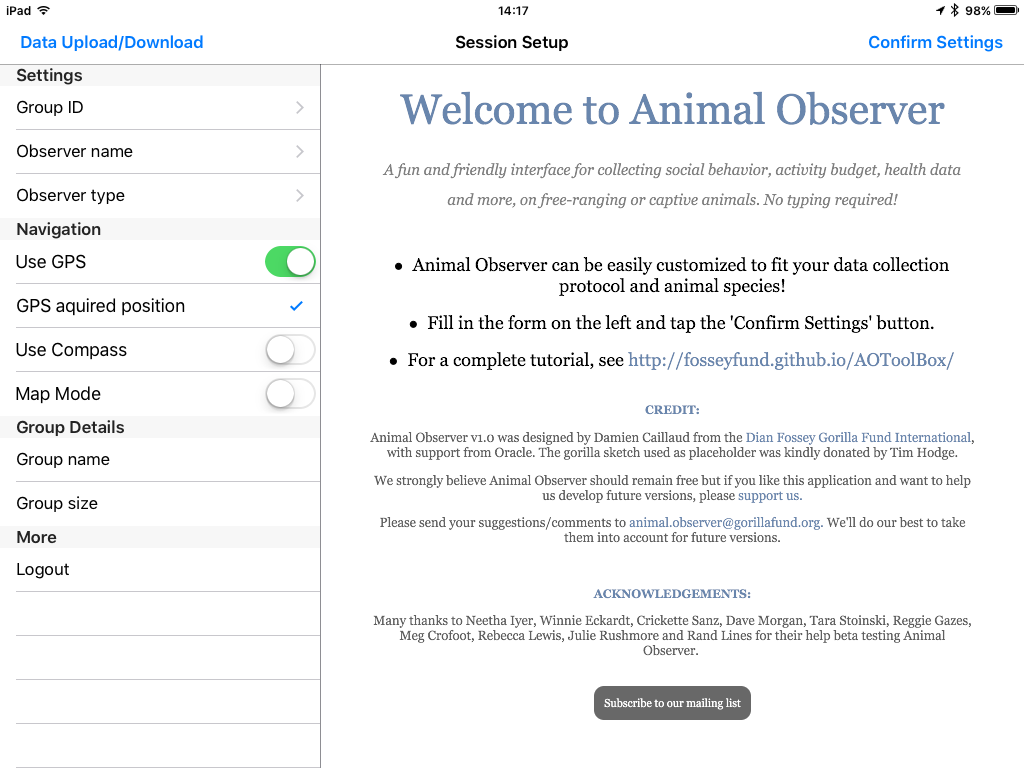 iPad 14:17 98%
Data Upload/Download Session Setup Confirm Settings
Settings
Group ID
Observer name
Observer type
Navigation
Use GPS
GPS aquired position
Use Compass
Map Mode
Group Details
Group name
Group size
More
Logout
Welcome to Animal Observer
A fun and friendly interface for collecting social behavior, activity budget, health data
and more, on free-ranging or captive animals. No typing required!
• Animal Observer can be easily customized to fit your data collection
protocol and animal species!
• Fill in the form on the left and tap the 'Confirm Settings' button.
• For a complete tutorial, see http://fosseyfund.github.io/AOToolBox/
CREDIT:
Animal Observer v1.0 was designed by Damien Caillaud from the Dian Fossey Gorilla Fund International,
with support from Oracle. The gorilla sketch used as placeholder was kindly donated by Tim Hodge.
We strongly believe Animal Observer should remain free but if you like this application and want to help
us develop future versions, please support us.
Please send your suggestions/comments to animal.observer@gorillafund.org. We'll do our best to take
them into account for future versions.
ACKNOWLEDGEMENTS:
Many thanks to Neetha Iyer, Winnie Eckardt, Crickette Sanz, Dave Morgan, Tara Stoinski, Reggie Gazes,
Meg Crofoot, Rebecca Lewis, Julie Rushmore and Rand Lines for their help beta testing Animal
Observer.
Subscribe to our mailing list